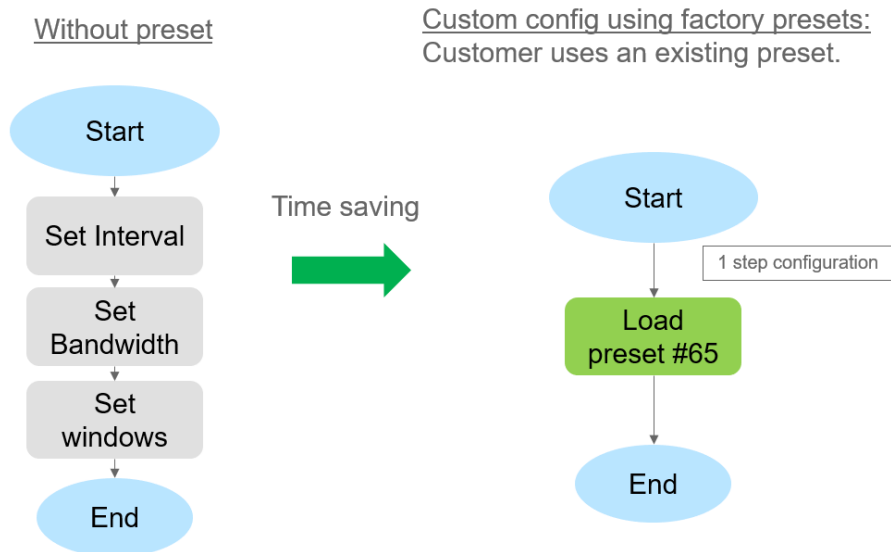 Without preset
Start
Set Interval
Set
Bandwidth
Set
windows
End
Time saving
Custom config using factory presets:
Customer uses an existing preset.
Start
1 step configuration
Load
preset #65
End